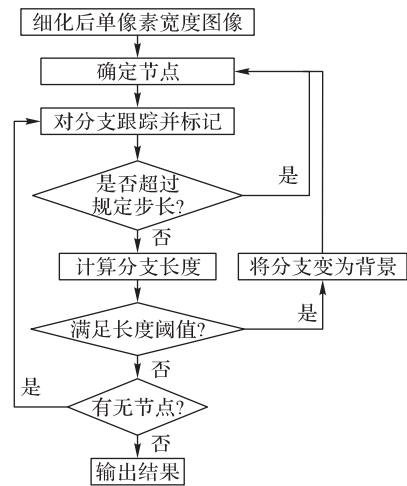 细化后单像素宽度图像
确定节点
对分支跟踪并标记
是否超过
规定步长?
是
否
计算分支长度
将分支变为背景
满足长度阈值?
是
否
是
有无节点?
否
输出结果